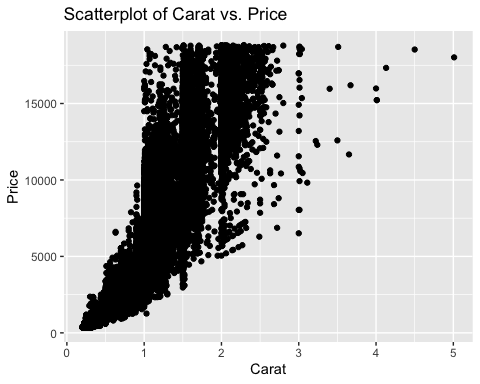 Scatterplot of Carat vs. Price
Price
15000
10000
5000
0
0 1 2 3 4 5
Carat